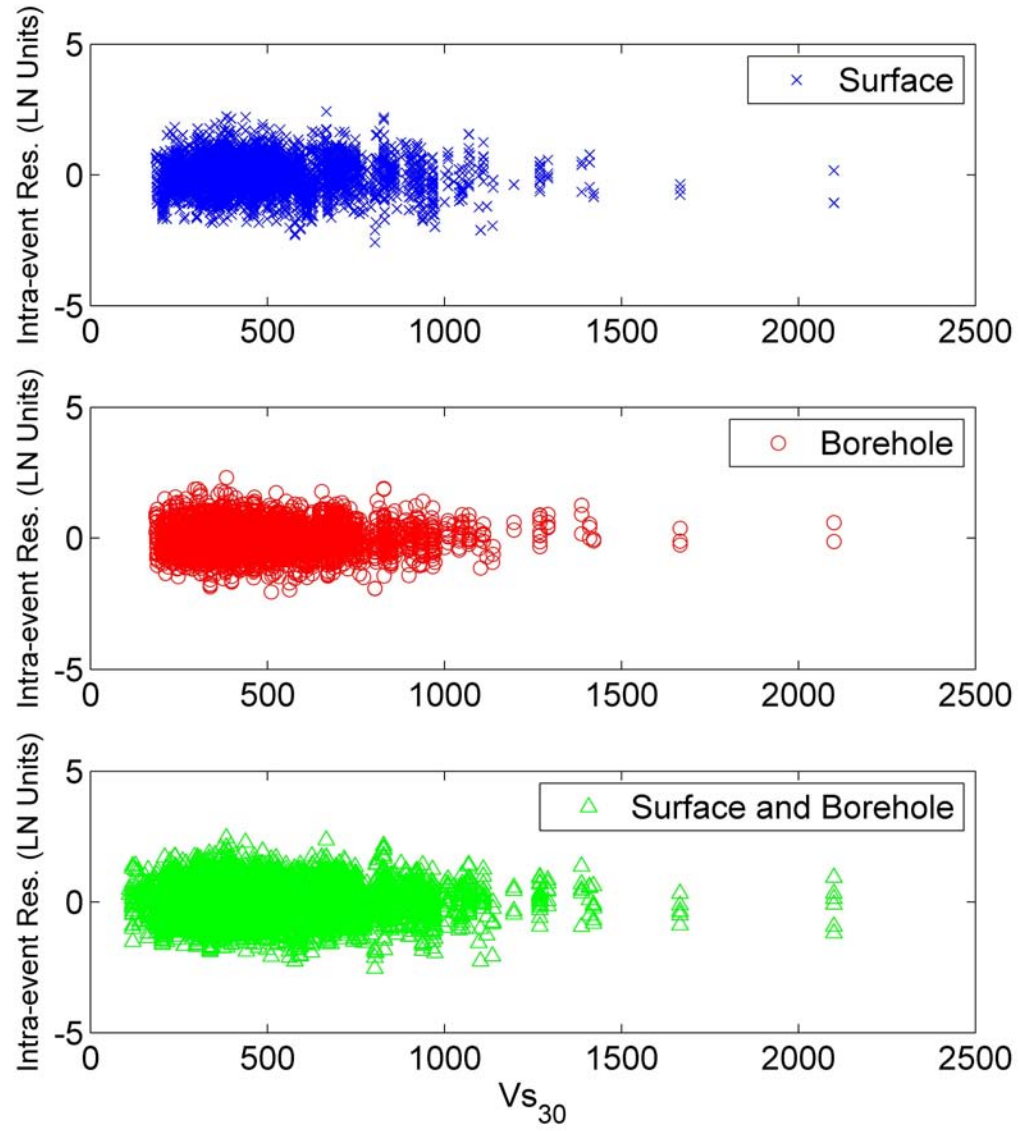 Intra-event Res. (LN Units)
5
0
-5
Surface
0 500 1000 1500 2000 2500
Intra-event Res. (LN Units)
5
0
-5
Borehole
0 500 1000 1500 2000 2500
Intra-event Res. (LN Units)
5
0
-5
Surface and Borehole
0 500 1000 1500 2000 2500
Vs30